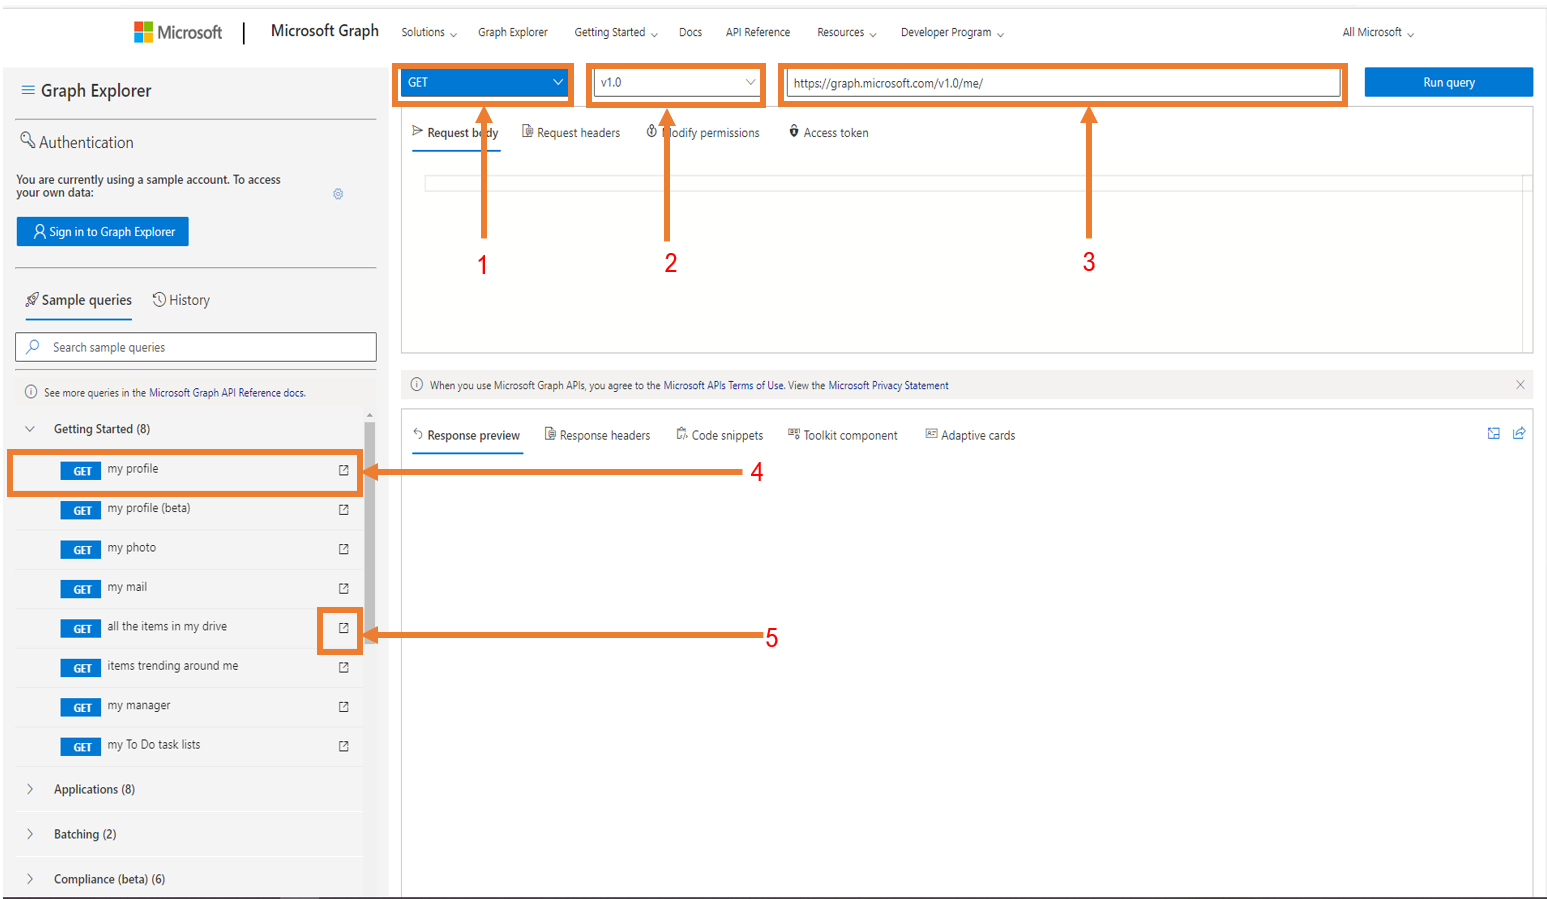 Microsoft
Microsoft Graph
Solutions
Graph Explorer
Getting Started
Docs
API Reference
Resources
Developer Program
All Microsoft
Graph Explorer
Authentication
You are currently using a sample account. To access
your own data:
Sign in to Graph Explorer
Sample queries
History
Search sample queries
See more queries in the Microsoft Graph API Reference docs.
Getting Started (8)
GET my profile
GET my profile (beta)
GET my photo
GET my mail
GET all the items in my drive
GET items trending around me
GET my manager
GET my To Do task lists
Applications (8)
Batching (2)
Compliance (beta) (6)
GET
v1.0
https://graph.microsoft.com/v1.0/me/
Run query
Request body
Request headers
Modify permissions
Access token
1
2
3
When you use Microsoft Graph APIs, you agree to the Microsoft APIs Terms of Use. View the Microsoft Privacy Statement
Response preview
Response headers
Code snippets
Toolkit component
Adaptive cards
4
5